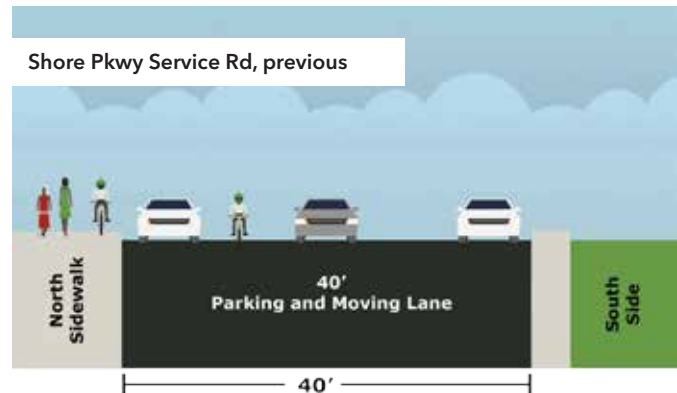 Shore Pkwy Service Rd, previous
North
Sidewalk
40’
Parking and Moving Lane
South
Side
40’